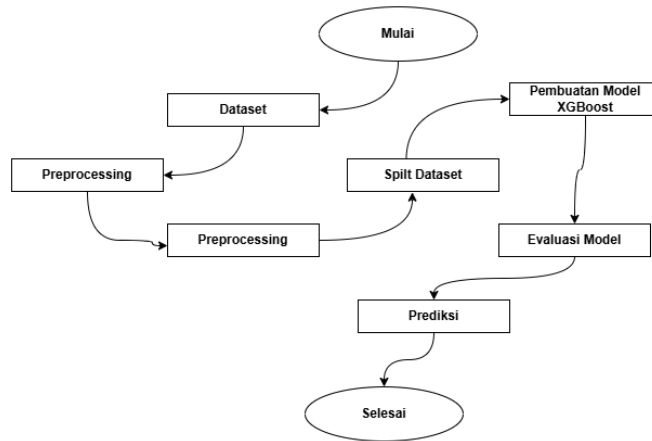 Mulai
Dataset
Preprocessing
Preprocessing
Spilt Dataset
Pembuatan Model
XGBoost
Evaluasi Model
Prediksi
Selesai